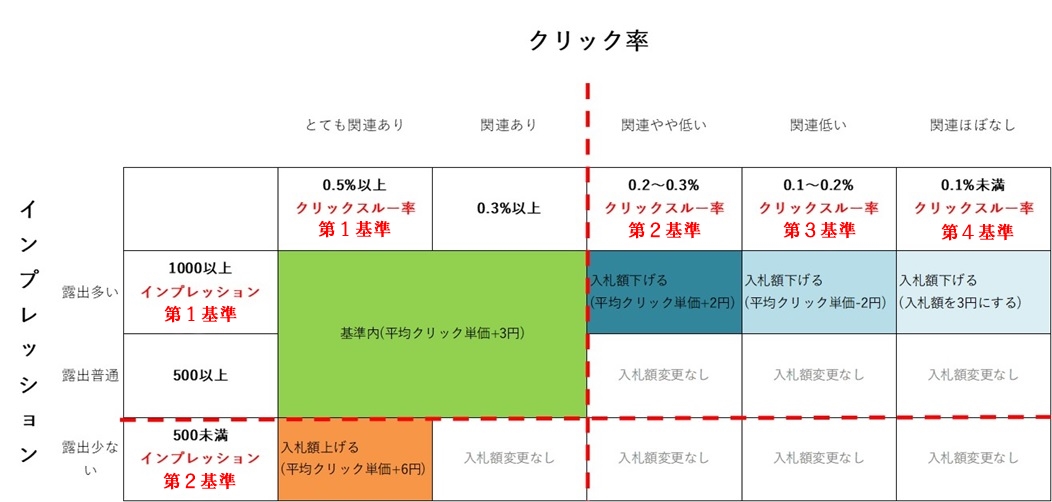 クリック率
とても関連あり
関連あり
関連やや低い
関連低い
関連ほぼなし
インプレッション
0.5%以上
クリックスルー率
第1基準
0.3%以上
0.2～0.3%
クリックスルー率
第2基準
0.1～0.2%
クリックスルー率
第3基準
0.1%未満
クリックスルー率
第4基準
露出多い
1000以上
インプレッション
第1基準
基準内(平均クリック単価+3円)
入札額下げる
(平均クリック単価+2円)
入札額下げる
(平均クリック単価-2円)
入札額下げる
(入札額を3円にする)
露出普通
500以上
入札額変更なし
入札額変更なし
入札額変更なし
露出少な
い
500未満
インプレッション
第2基準
入札額上げる
(平均クリック単価+6円)
入札額変更なし
入札額変更なし
入札額変更なし
入札額変更なし